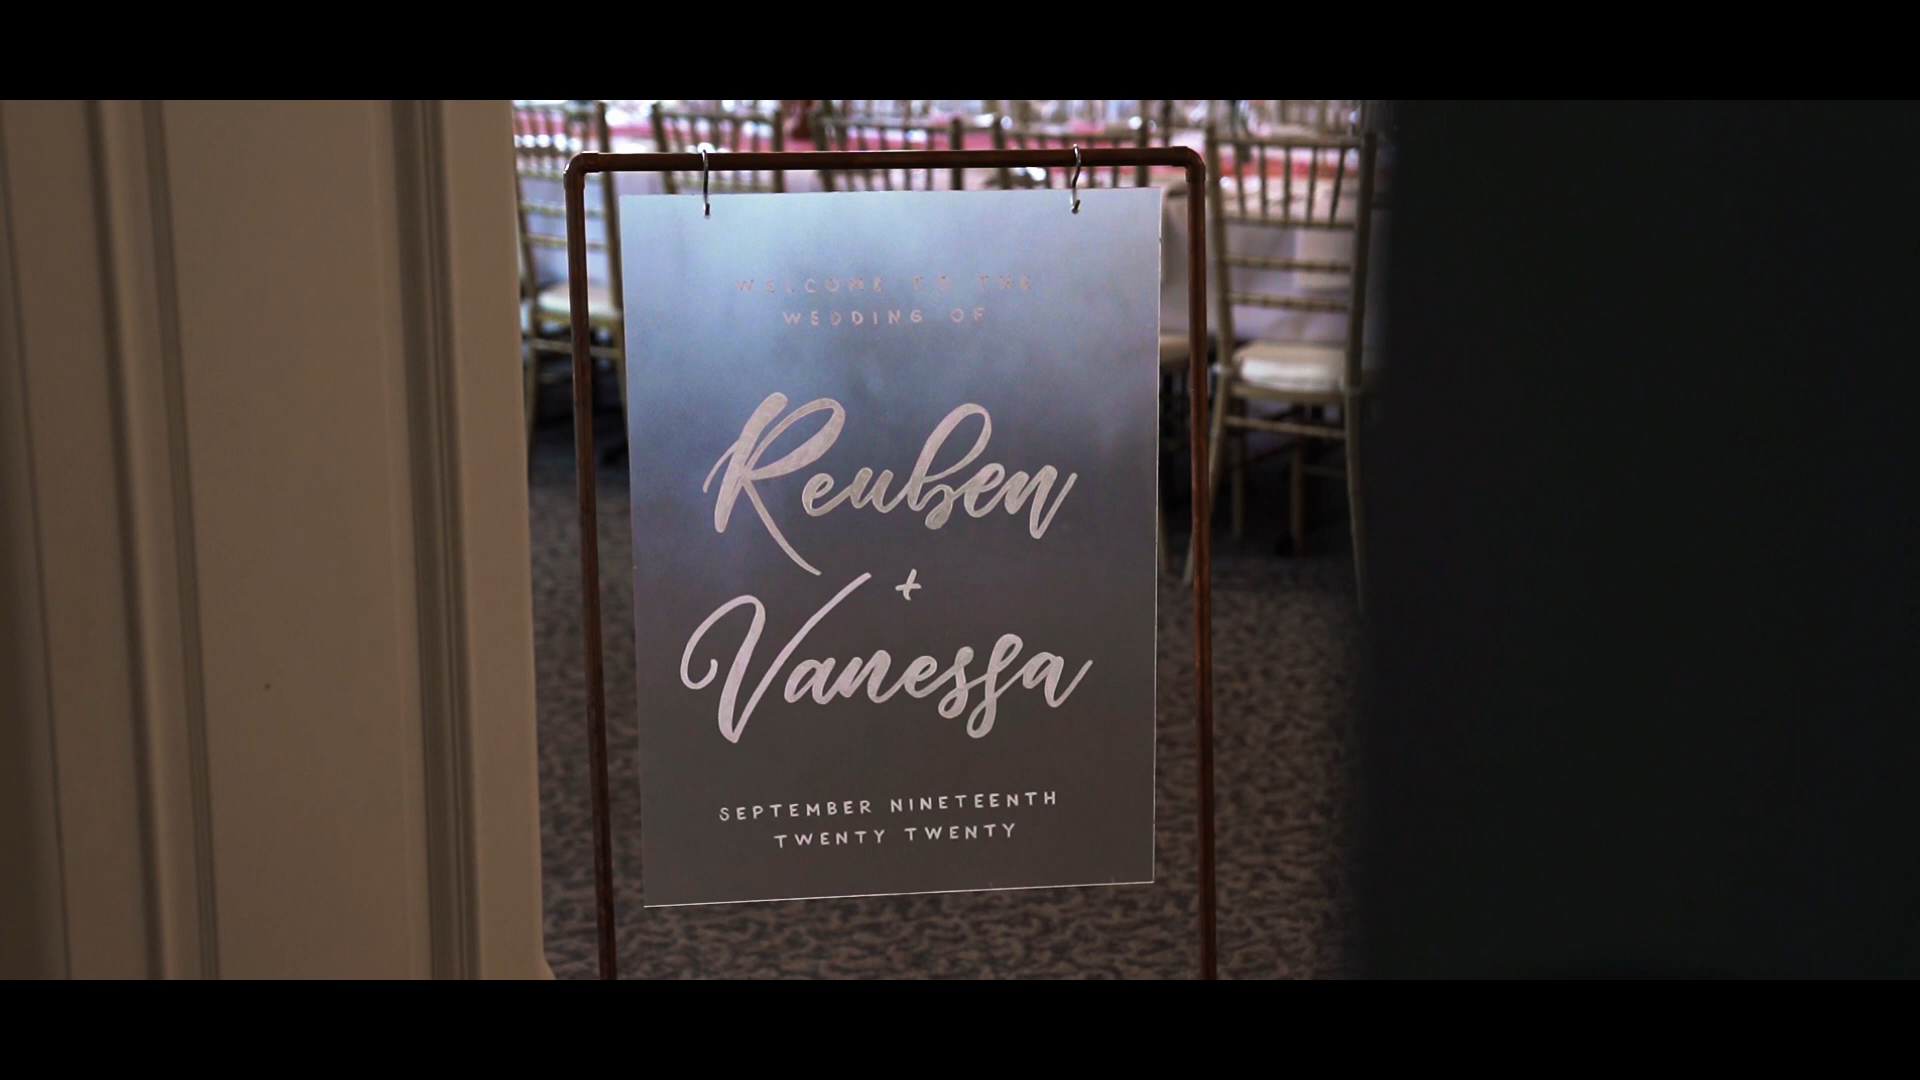 WELCOME TO THE
WEDDING OF
Reuben
+
Vanessa
SEPTEMBER NINETEENTH
TWENTY TWENTY